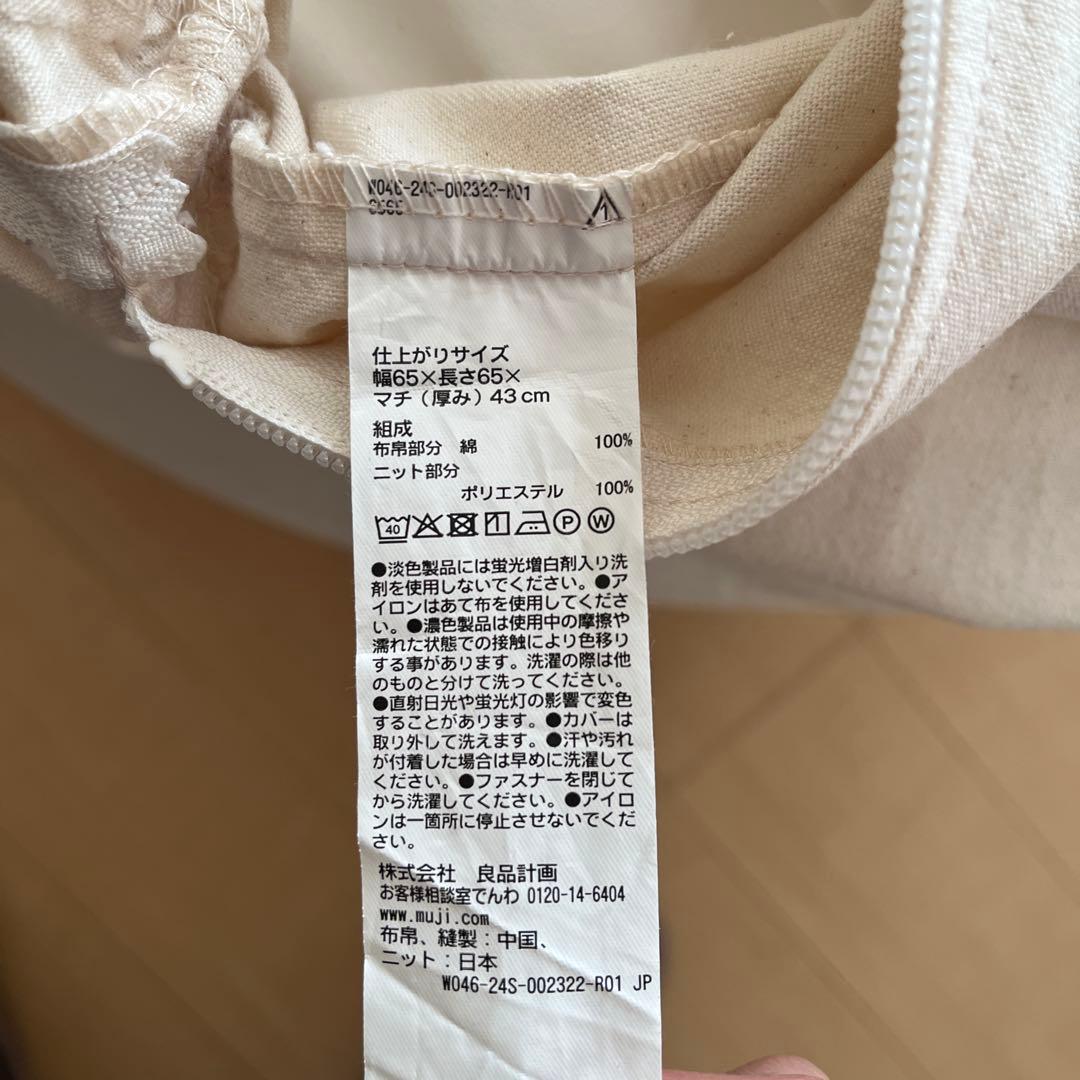 W046-24S-002322-R01
仕上がりサイズ
幅65×長さ65×
マチ（厚み）43cm
組成
布帛部分 綿 100%
ニット部分
ポリエステル 100%
40 P W
●淡色製品には蛍光増白剤入り洗
剤を使用しないでください。●ア
イロンはあて布を使用してくださ
い。●濃色製品は使用中の摩擦や
濡れた状態での接触により色移り
する事があります。洗濯の際は他
のものと分けて洗ってください。
●直射日光や蛍光灯の影響で変色
することがあります。●カバーは
取り外して洗えます。●汗や汚れ
が付着した場合は早めに洗濯して
ください。●ファスナーを閉じて
から洗濯してください。●アイロ
ンは一箇所に停止させないでくだ
さい。
株式会社 良品計画
お客様相談室でんわ 0120-14-6404
www.muji.com
布帛、縫製：中国、
ニット：日本
W046-24S-002322-R01 JP